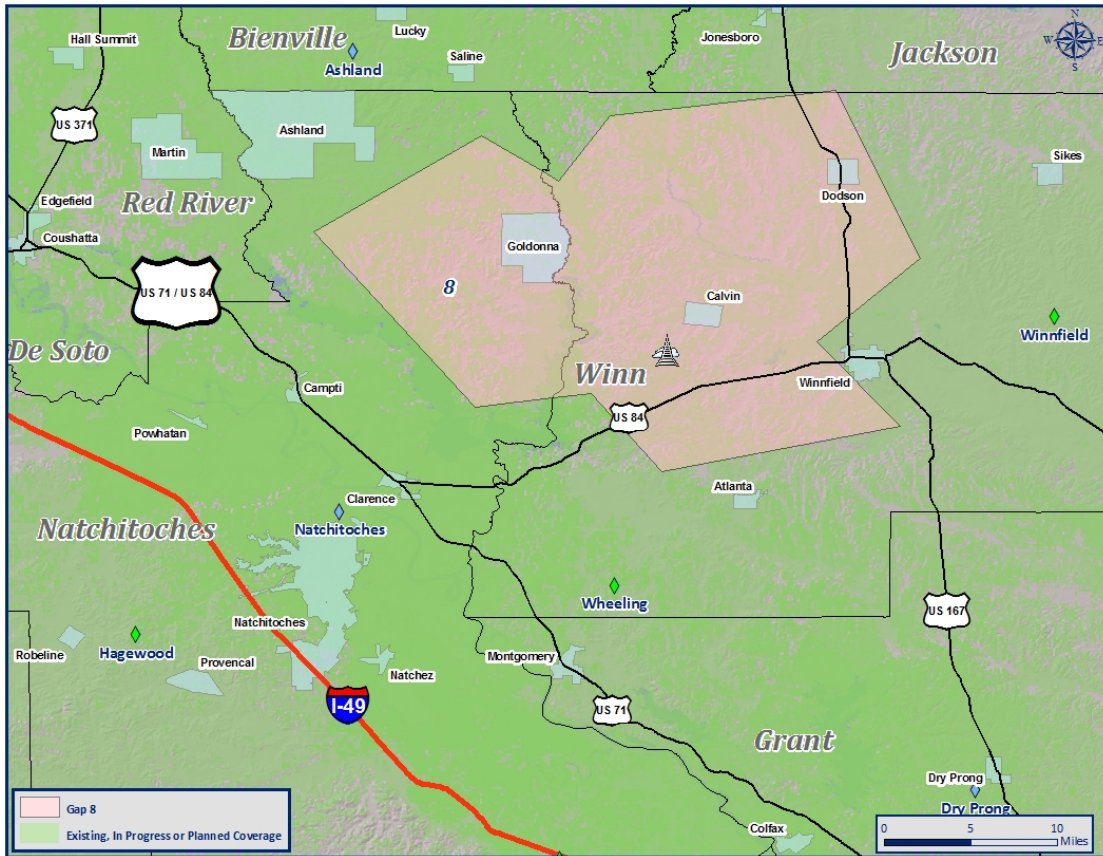 Hall Summit
Bienville
Lucky
Jonesboro
N
W E
S
Jackson
Saline
Ashland
US 371
Ashland
Martin
Sikes
Edgefield
Red River
Dodson
Coushatta
Goldonna
US 71 / US 84
8
Calvin
Winnfield
De Soto
Winn
Campti
Winnfield
US 84
Powhatan
Atlanta
Clarence
Natchitoches
Natchitoches
Wheeling
US 167
Natchitoches
Robeline
Hagewood
Provencal
Montgomery
Natchez
I-49
US 71
Grant
Dry Prong
Dry Prong
Gap 8
Existing, In Progress or Planned Coverage
Colfax
0 5 10
Miles